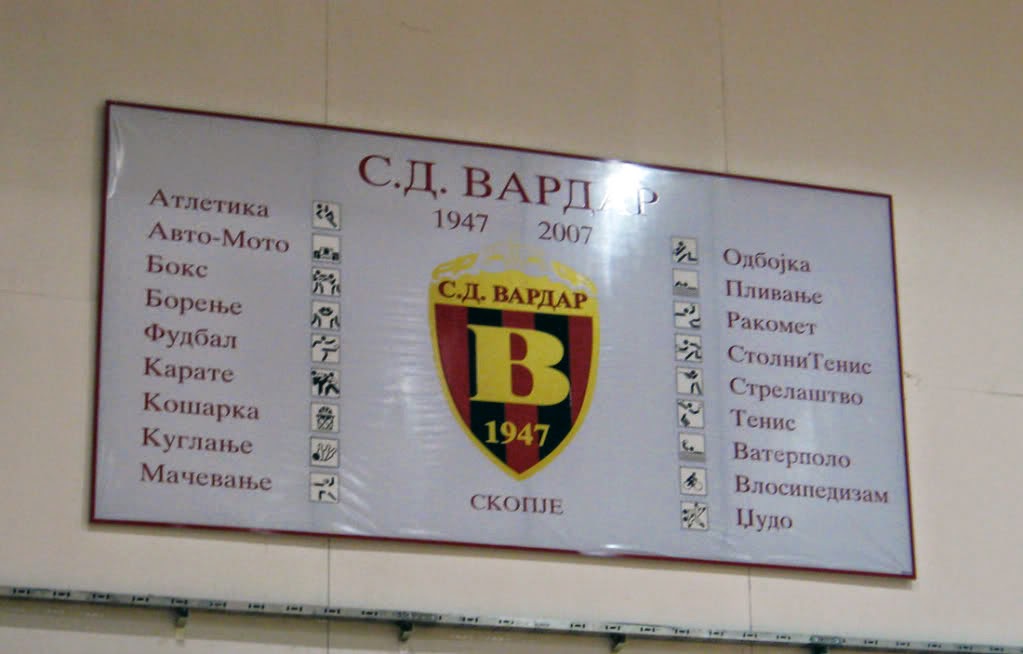 С.Д. ВАРДАР
1947 2007
Атлетика
Авто-Мото
Бокс
Борење
Фудбал
Карате
Кошарка
Куглање
Мачевање
С.Д. ВАРДАР
В
1947
СКОПЈЕ
Одбојка
Пливање
Ракомет
СтолниТенис
Стрелаштво
Тенис
Ватерполо
Влосипедизам
Џудо